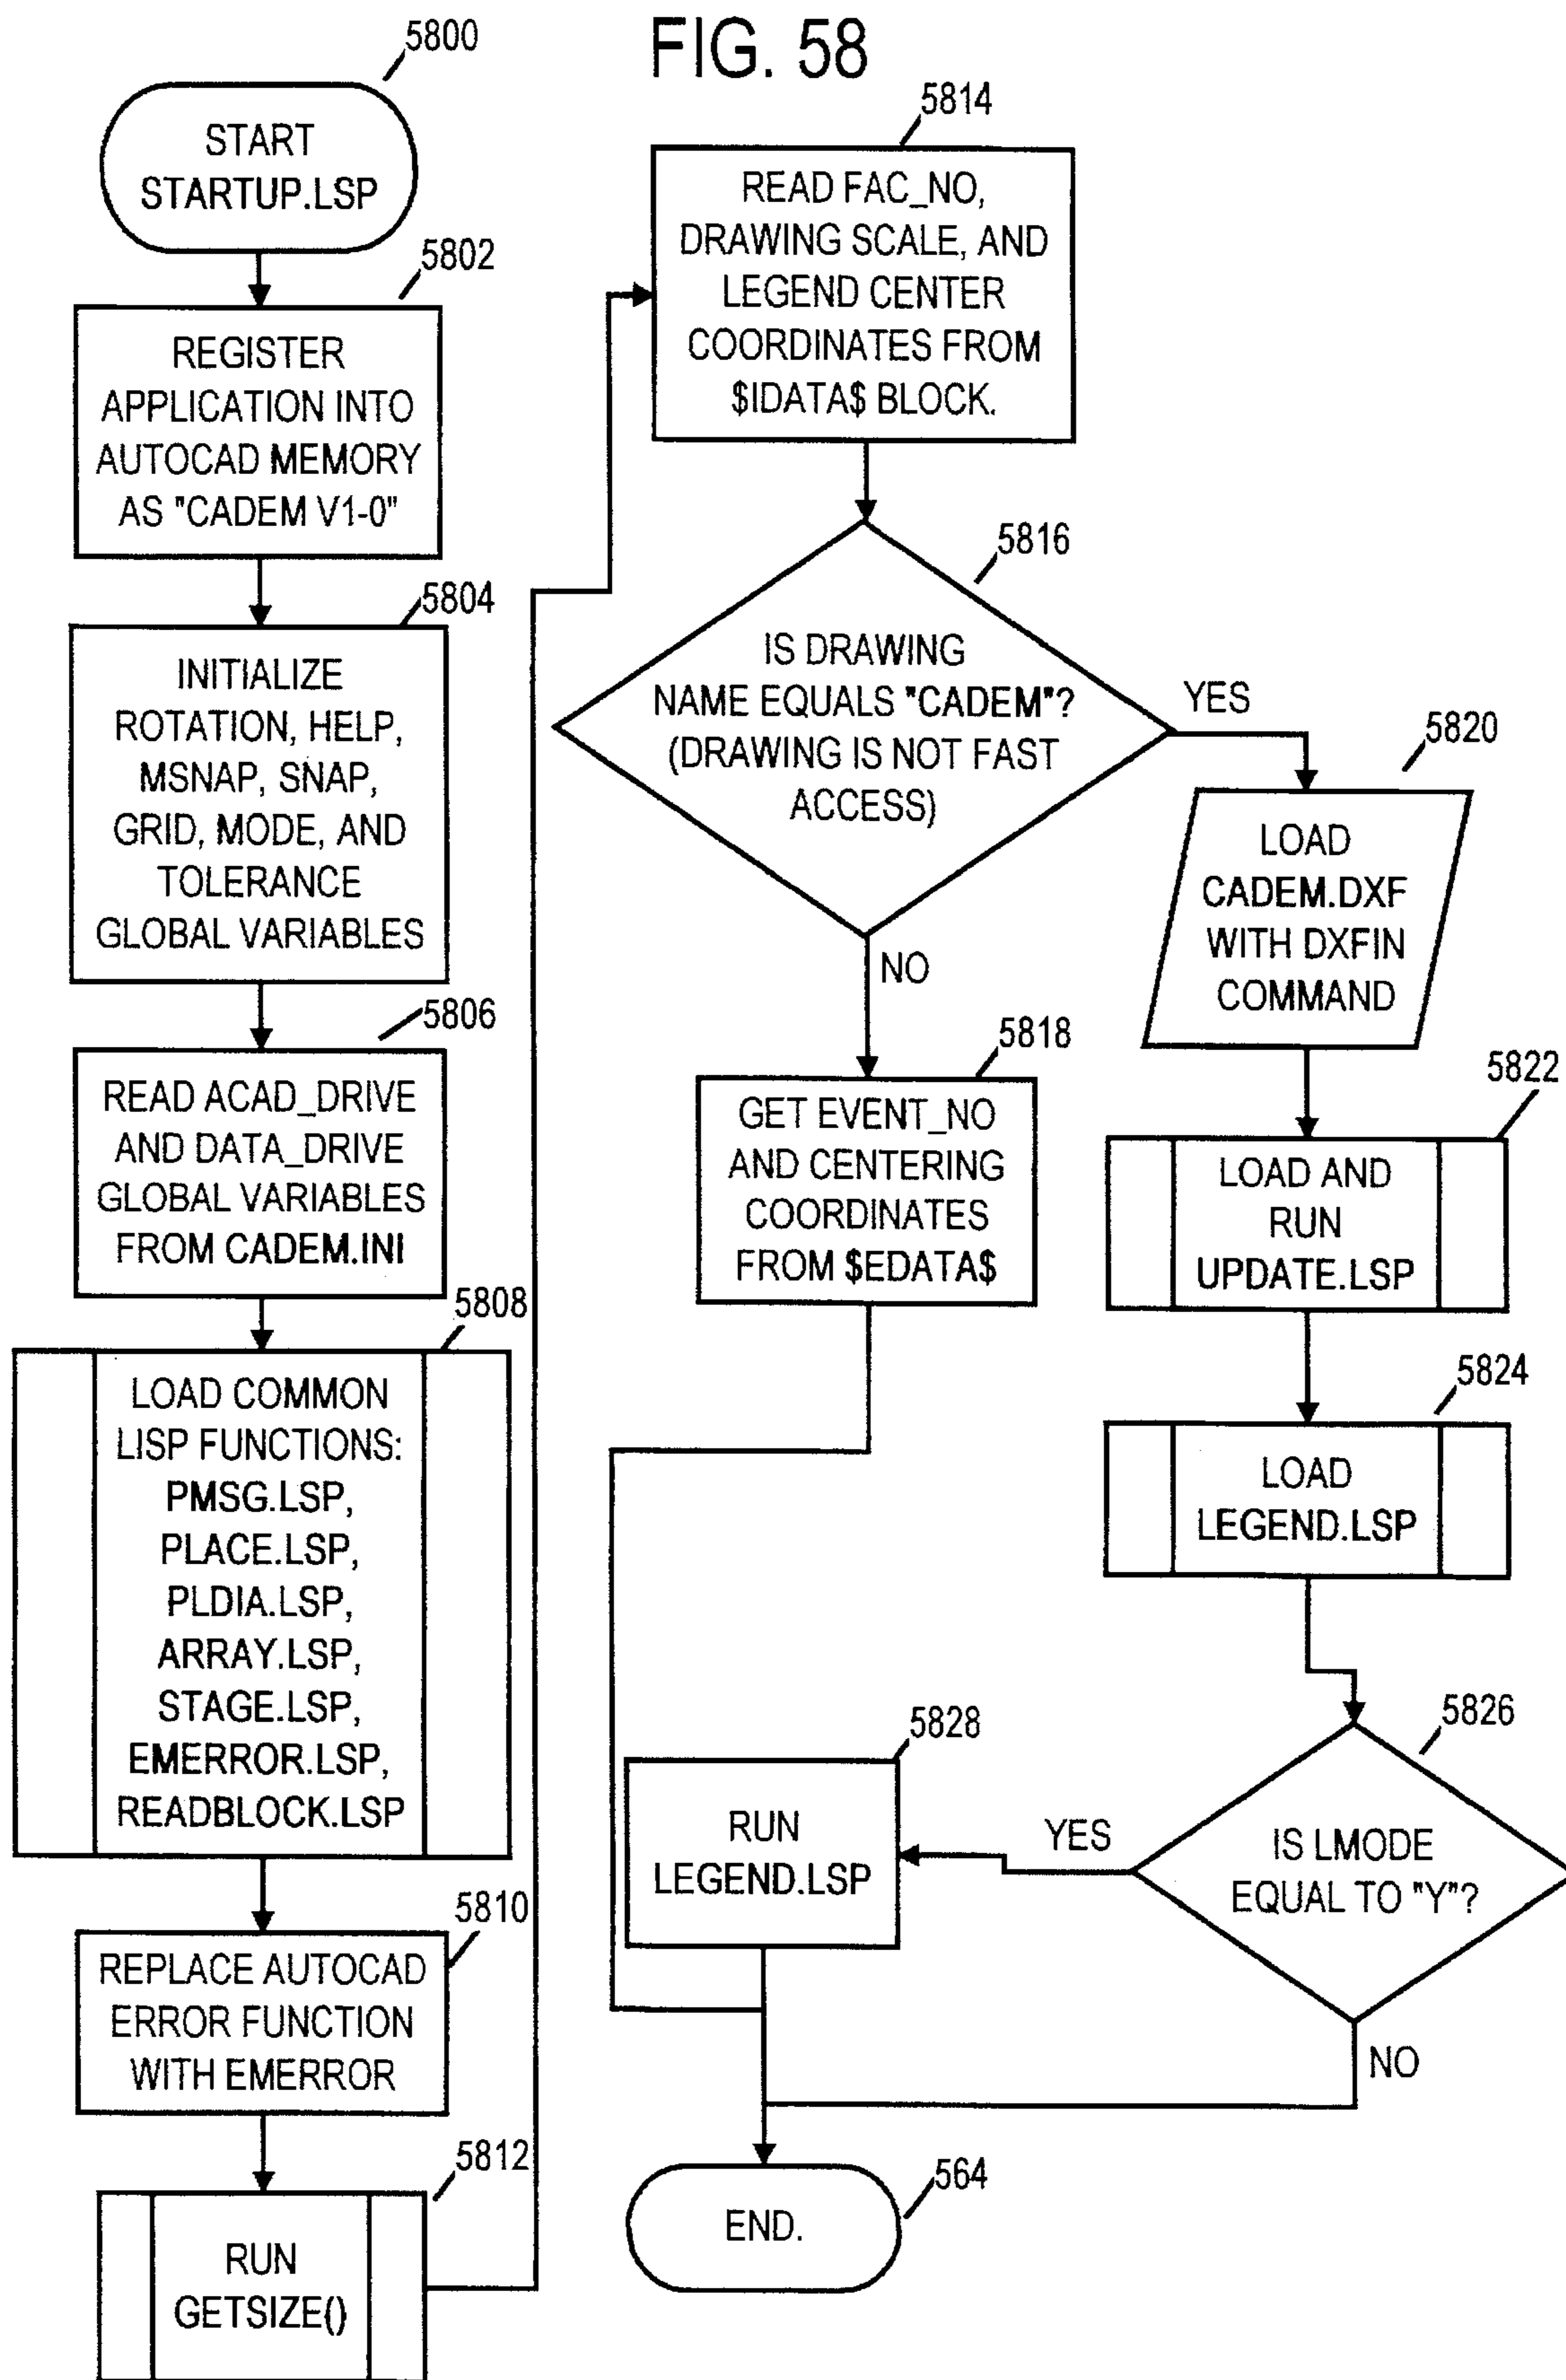 FIG. 58
5800
START
STARTUP.LSP
5802
REGISTER
APPLICATION INTO
AUTOCAD MEMORY
AS "CADEM V1-0"
5804
INITIALIZE
ROTATION, HELP,
MSNAP, SNAP,
GRID, MODE, AND
TOLERANCE
GLOBAL VARIABLES
5806
READ ACAD_DRIVE
AND DATA_DRIVE
GLOBAL VARIABLES
FROM CADEM.INI
5808
LOAD COMMON
LISP FUNCTIONS:
PMSG.LSP,
PLACE.LSP,
PLDIA.LSP,
ARRAY.LSP,
STAGE.LSP,
EMERROR.LSP,
READBLOCK.LSP
5810
REPLACE AUTOCAD
ERROR FUNCTION
WITH EMERROR
5812
RUN
GETSIZE()
5814
READ FAC_NO,
DRAWING SCALE, AND
LEGEND CENTER
COORDINATES FROM
$IDATA$ BLOCK.
5816
IS DRAWING
NAME EQUALS "CADEM"?
(DRAWING IS NOT FAST
ACCESS)
YES
NO
5818
GET EVENT_NO
AND CENTERING
COORDINATES
FROM $EDATA$
5820
LOAD
CADEM.DXF
WITH DXFIN
COMMAND
5822
LOAD AND
RUN
UPDATE.LSP
5824
LOAD
LEGEND.LSP
5826
IS LMODE
EQUAL TO "Y"?
YES
NO
5828
RUN
LEGEND.LSP
564
END.